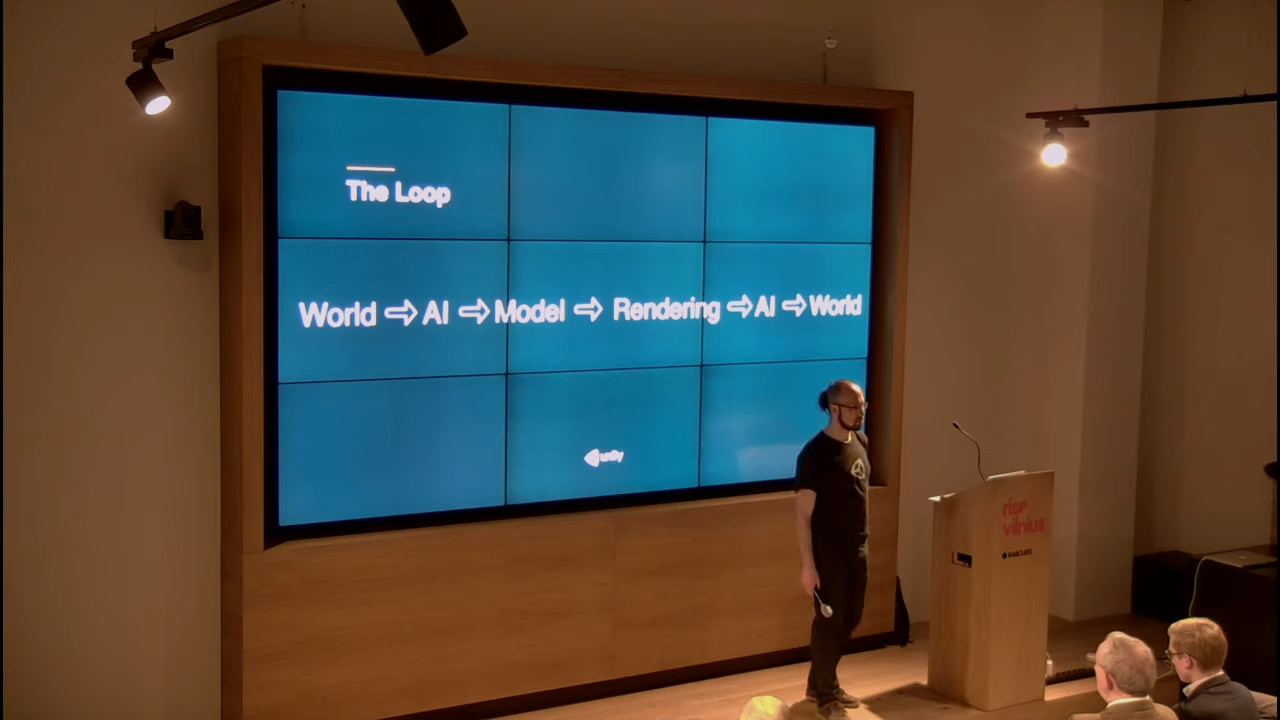 The Loop
World ⇨ AI ⇨ Model ⇨ Rendering ⇨ AI ⇨ World
unity
rise
vilnius
BARCLAYS